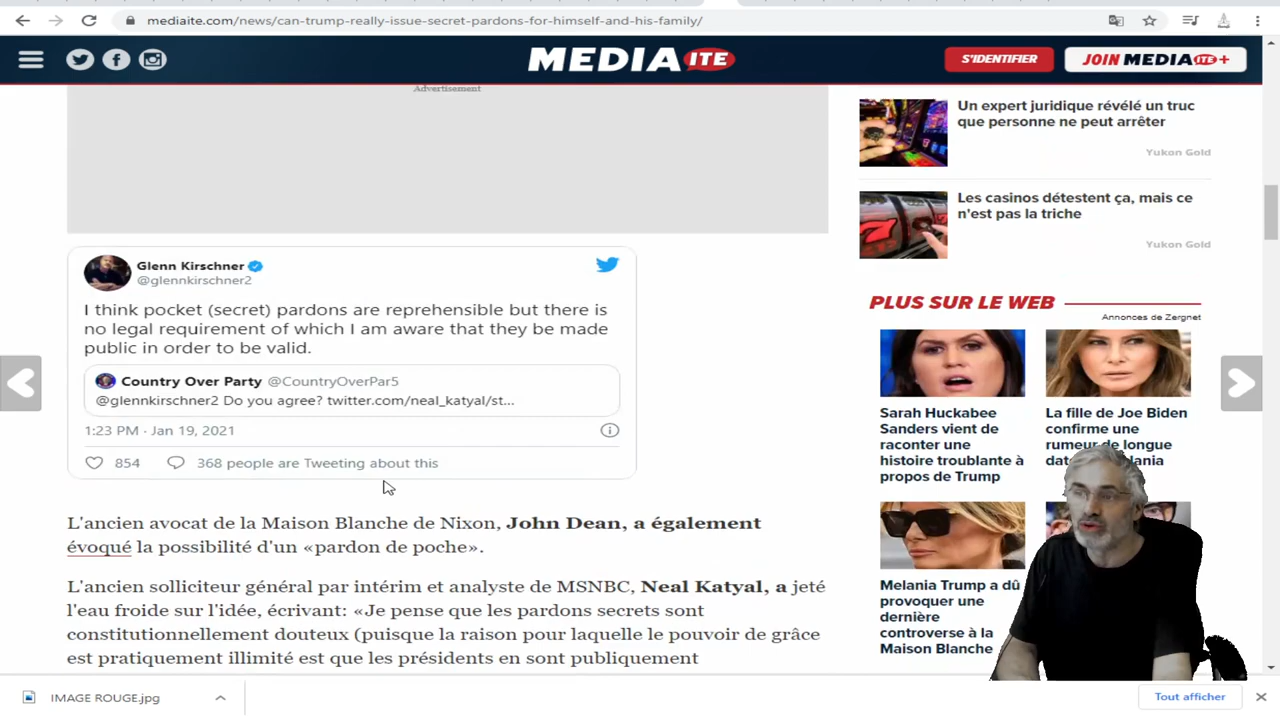 mediaite.com/news/can-trump-really-issue-secret-pardons-for-himself-and-his-family/
MEDIAITE
S'IDENTIFIER
JOIN MEDIAITE+
Advertisement
Glenn Kirschner
@glennkirschner2
I think pocket (secret) pardons are reprehensible but there is
no legal requirement of which I am aware that they be made
public in order to be valid.
Country Over Party @CountryOverPar5
@glennkirschner2 Do you agree? twitter.com/neal_katyal/st...
1:23 PM · Jan 19, 2021
854 368 people are Tweeting about this
L'ancien avocat de la Maison Blanche de Nixon, John Dean, a également
évoqué la possibilité d'un «pardon de poche».
L'ancien solliciteur général par intérim et analyste de MSNBC, Neal Katyal, a jeté
l'eau froide sur l'idée, écrivant: «Je pense que les pardons secrets sont
constitutionnellement douteux (puisque la raison pour laquelle le pouvoir de grâce
est pratiquement illimité est que les présidents en sont publiquement
Un expert juridique révélé un truc
que personne ne peut arrêter
Yukon Gold
Les casinos détestent ça, mais ce
n'est pas la triche
Yukon Gold
PLUS SUR LE WEB
Annonces de Zergnet
Sarah Huckabee
Sanders vient de
raconter une
histoire troublante à
propos de Trump
La fille de Joe Biden
confirme une
rumeur de longue
Melania Trump a dû
provoquer une
dernière
controverse à la
Maison Blanche
IMAGE ROUGE.jpg
Tout afficher